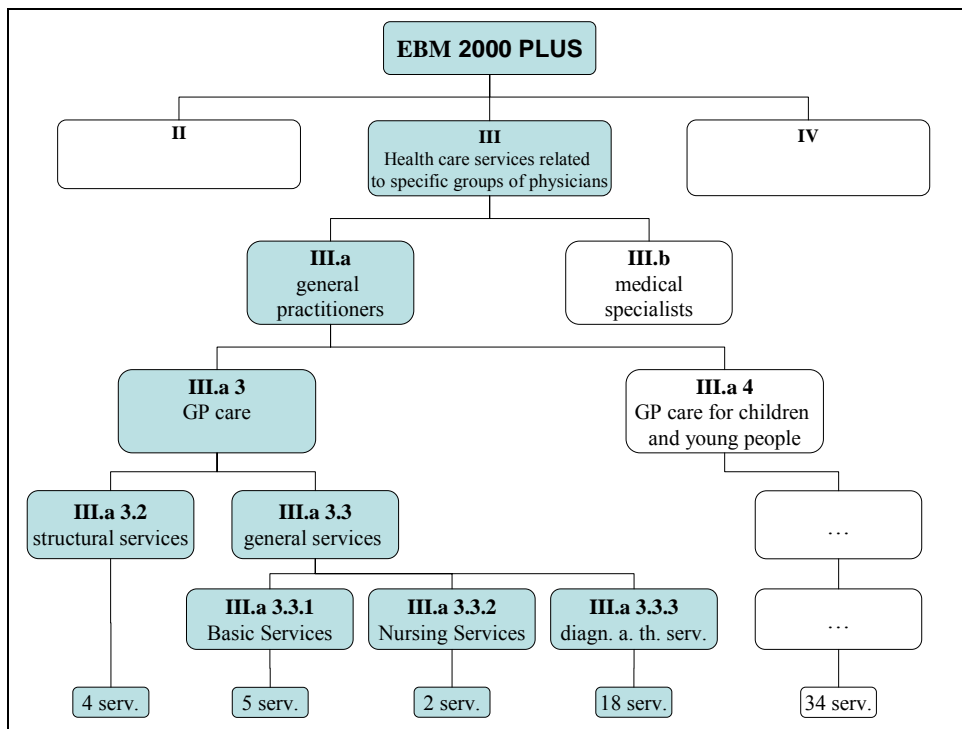 EBM 2000 PLUS
II
III
Health care services related
to specific groups of physicians
IV
III.a
general
practitioners
III.b
medical
specialists
III.a 3
GP care
III.a 4
GP care for children
and young people
III.a 3.2
structural services
III.a 3.3
general services
…
III.a 3.3.1
Basic Services
III.a 3.3.2
Nursing Services
III.a 3.3.3
diagn. a. th. serv.
…
4 serv.
5 serv.
2 serv.
18 serv.
34 serv.